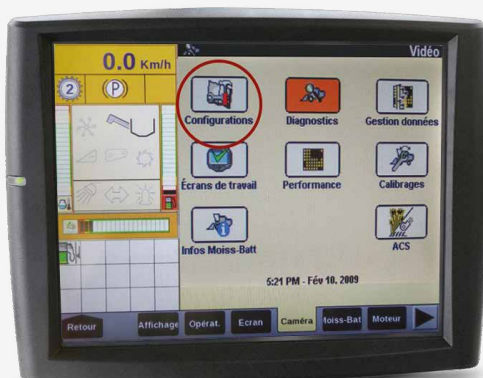 0.0 Km/h
Vidéo
2
(P)
Configurations
Diagnostics
Gestion données
Écrans de travail
Performance
Calibrages
Infos Moiss-Batt
ACS
5:21 PM - Fév 10, 2009
Retour
Affichage
Opérat.
Ecran
Caméra
Moiss-Bat
Moteur